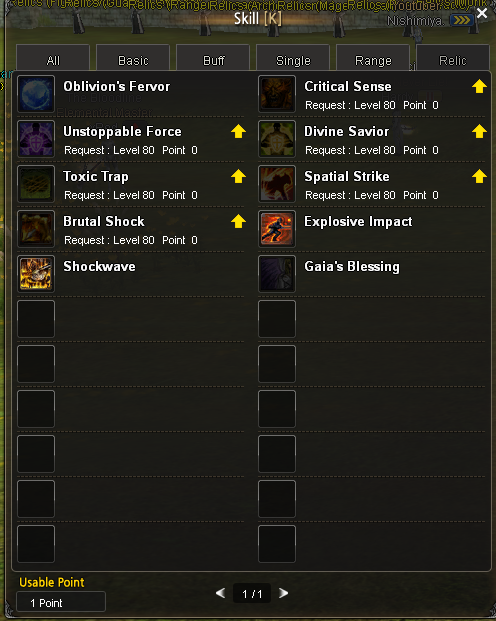 Skill [K]
Nishimiya
All Basic Buff Single Range Relic
Oblivion's Fervor
Critical Sense
Request : Level 80 Point 0
Unstoppable Force
Request : Level 80 Point 0
Divine Savior
Request : Level 80 Point 0
Toxic Trap
Request : Level 80 Point 0
Spatial Strike
Request : Level 80 Point 0
Brutal Shock
Request : Level 80 Point 0
Explosive Impact
Shockwave
Gaia's Blessing
Usable Point
1 Point
1 / 1